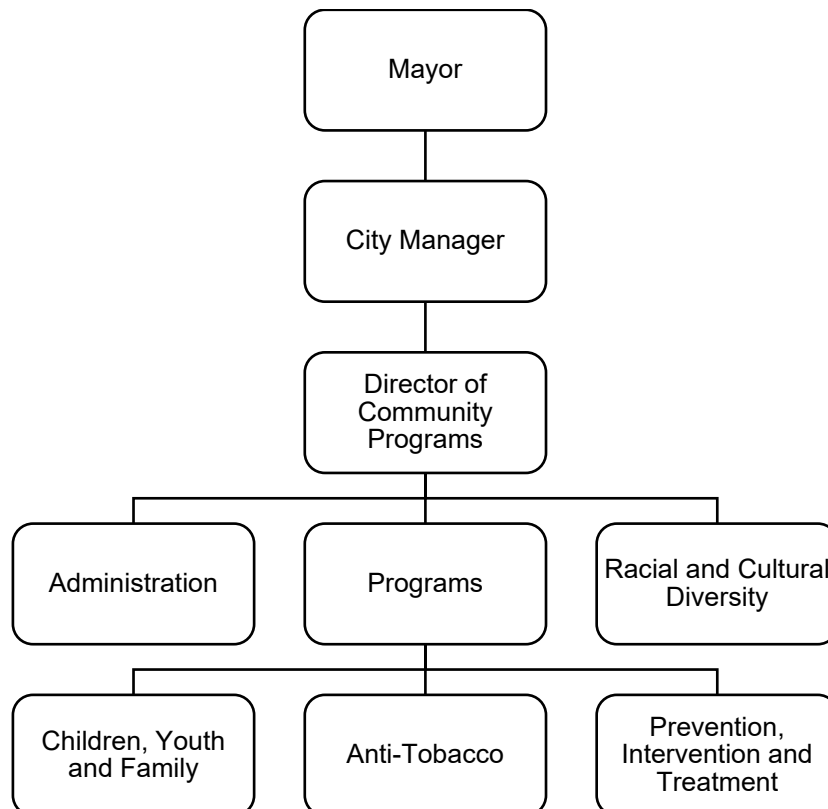 Mayor
City Manager
Director of
Community
Programs
Administration
Programs
Racial and Cultural
Diversity
Children, Youth
and Family
Anti-Tobacco
Prevention,
Intervention and
Treatment